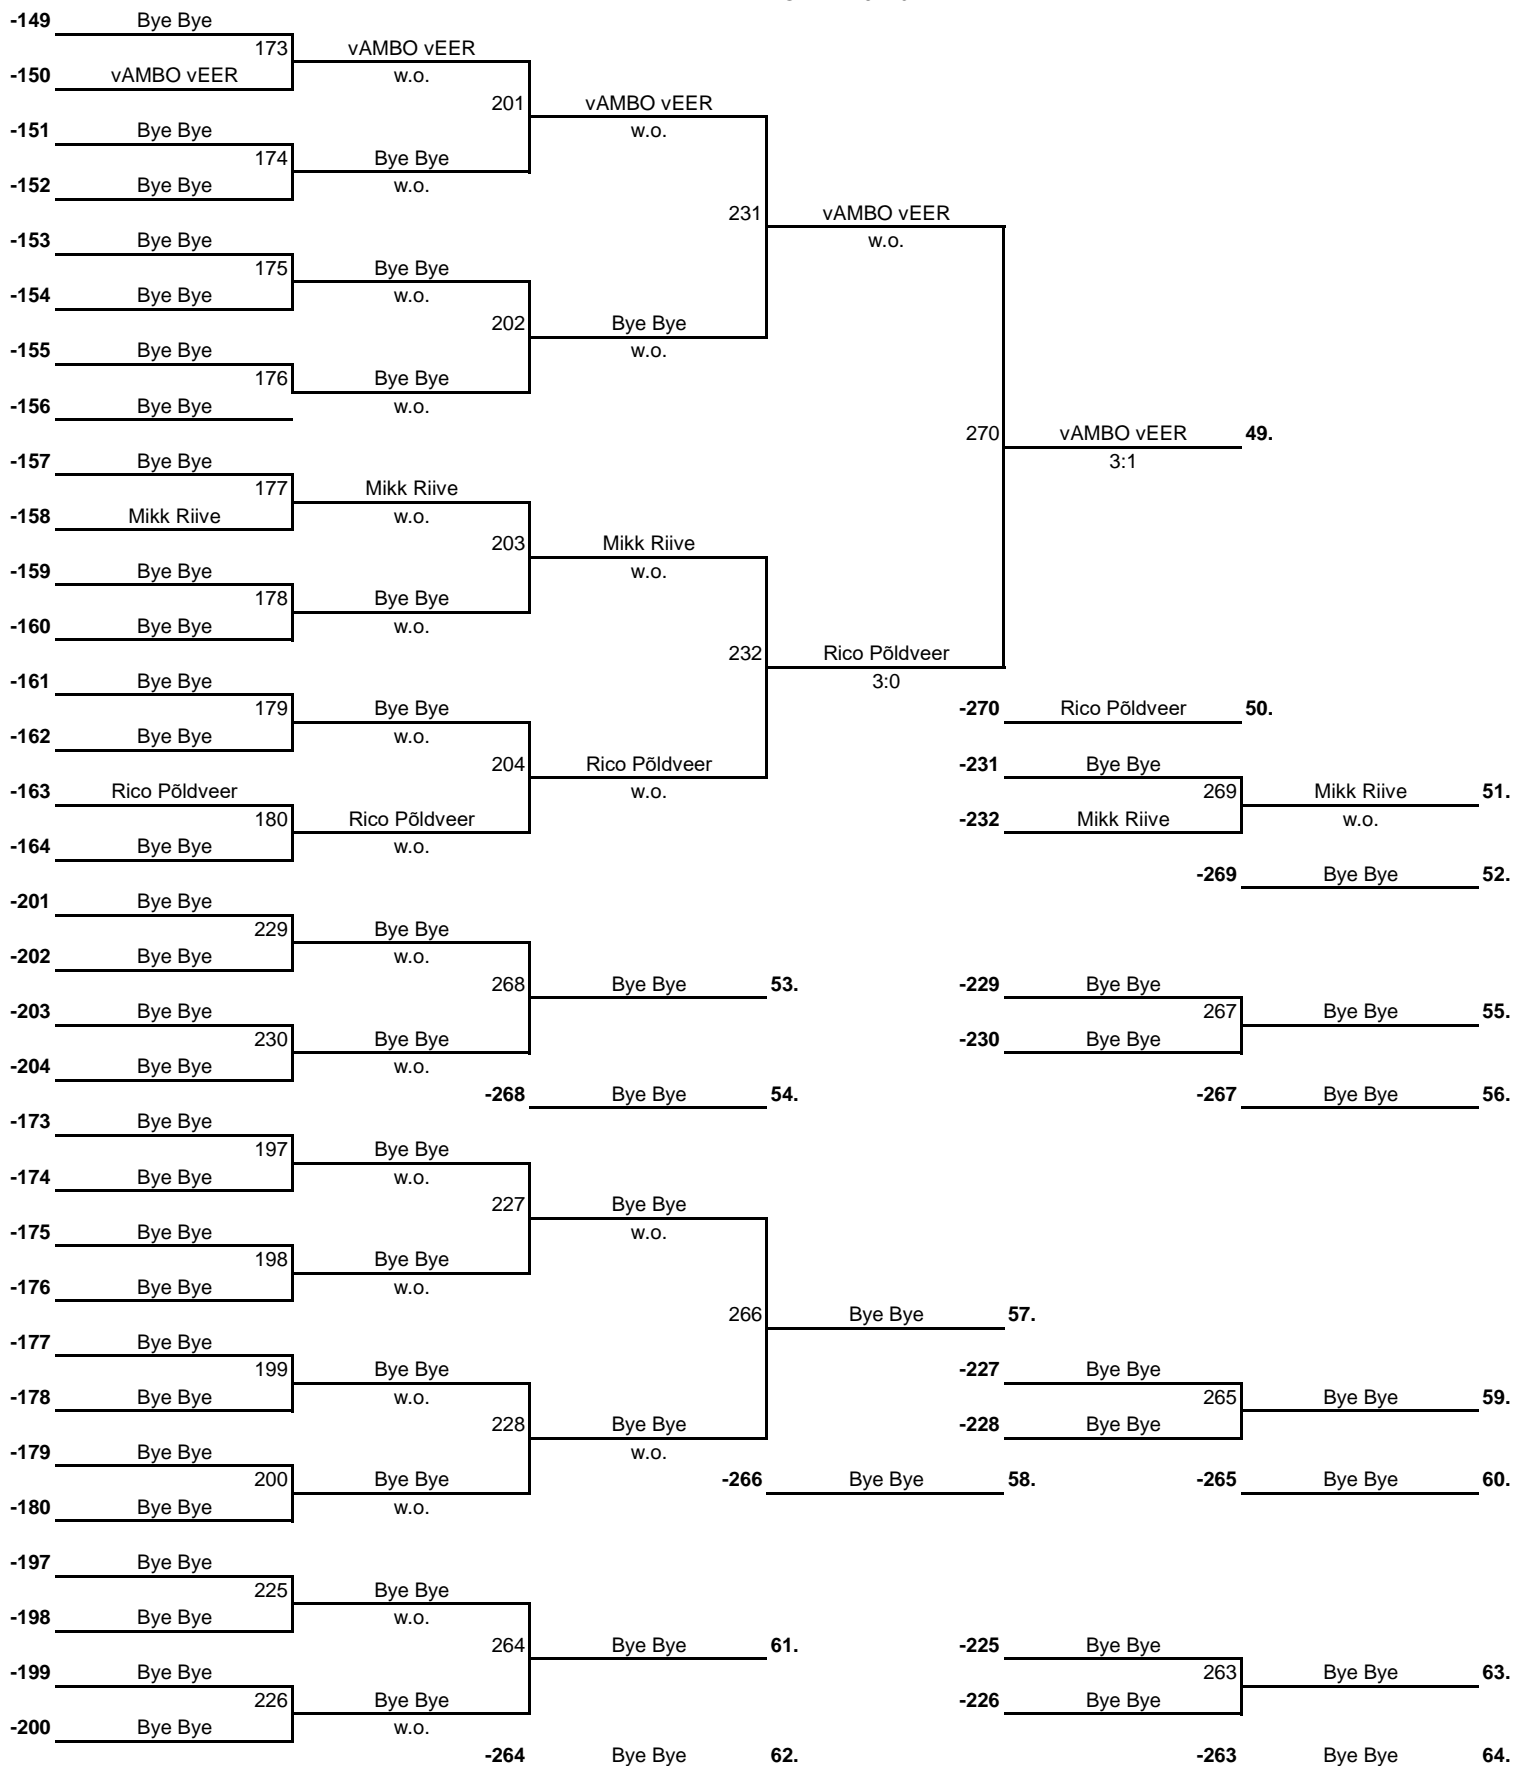 -149 Bye Bye
173 vAMBO vEER
-150 vAMBO vEER w.o.
201 vAMBO vEER
-151 Bye Bye w.o.
174 Bye Bye
-152 Bye Bye w.o.
231 vAMBO vEER
-153 Bye Bye w.o.
175 Bye Bye
-154 Bye Bye w.o.
202 Bye Bye
-155 Bye Bye w.o.
176 Bye Bye
-156 Bye Bye w.o.
270 vAMBO vEER 49.
-157 Bye Bye 3:1
177 Mikk Riive
-158 Mikk Riive w.o.
203 Mikk Riive
-159 Bye Bye w.o.
178 Bye Bye
-160 Bye Bye w.o.
232 Rico Põldveer
-161 Bye Bye 3:0
179 Bye Bye -270 Rico Põldveer 50.
-162 Bye Bye w.o.
204 Rico Põldveer -231 Bye Bye
-163 Rico Põldveer w.o. 269 Mikk Riive 51.
180 Rico Põldveer -232 Mikk Riive w.o.
-164 Bye Bye w.o.
-269 Bye Bye 52.
-201 Bye Bye
229 Bye Bye
-202 Bye Bye w.o.
268 Bye Bye 53. -229 Bye Bye
-203 Bye Bye 267 Bye Bye 55.
230 Bye Bye -230 Bye Bye
-204 Bye Bye w.o.
-268 Bye Bye 54. -267 Bye Bye 56.
-173 Bye Bye
197 Bye Bye
-174 Bye Bye w.o.
227 Bye Bye
-175 Bye Bye w.o.
198 Bye Bye
-176 Bye Bye w.o.
266 Bye Bye 57.
-177 Bye Bye
199 Bye Bye -227 Bye Bye
-178 Bye Bye w.o. 265 Bye Bye 59.
228 Bye Bye -228 Bye Bye
-179 Bye Bye w.o.
200 Bye Bye -266 Bye Bye 58. -265 Bye Bye 60.
-180 Bye Bye w.o.
-197 Bye Bye
225 Bye Bye
-198 Bye Bye w.o.
264 Bye Bye 61. -225 Bye Bye
-199 Bye Bye 263 Bye Bye 63.
226 Bye Bye -226 Bye Bye
-200 Bye Bye w.o.
-264 Bye Bye 62. -263 Bye Bye 64.